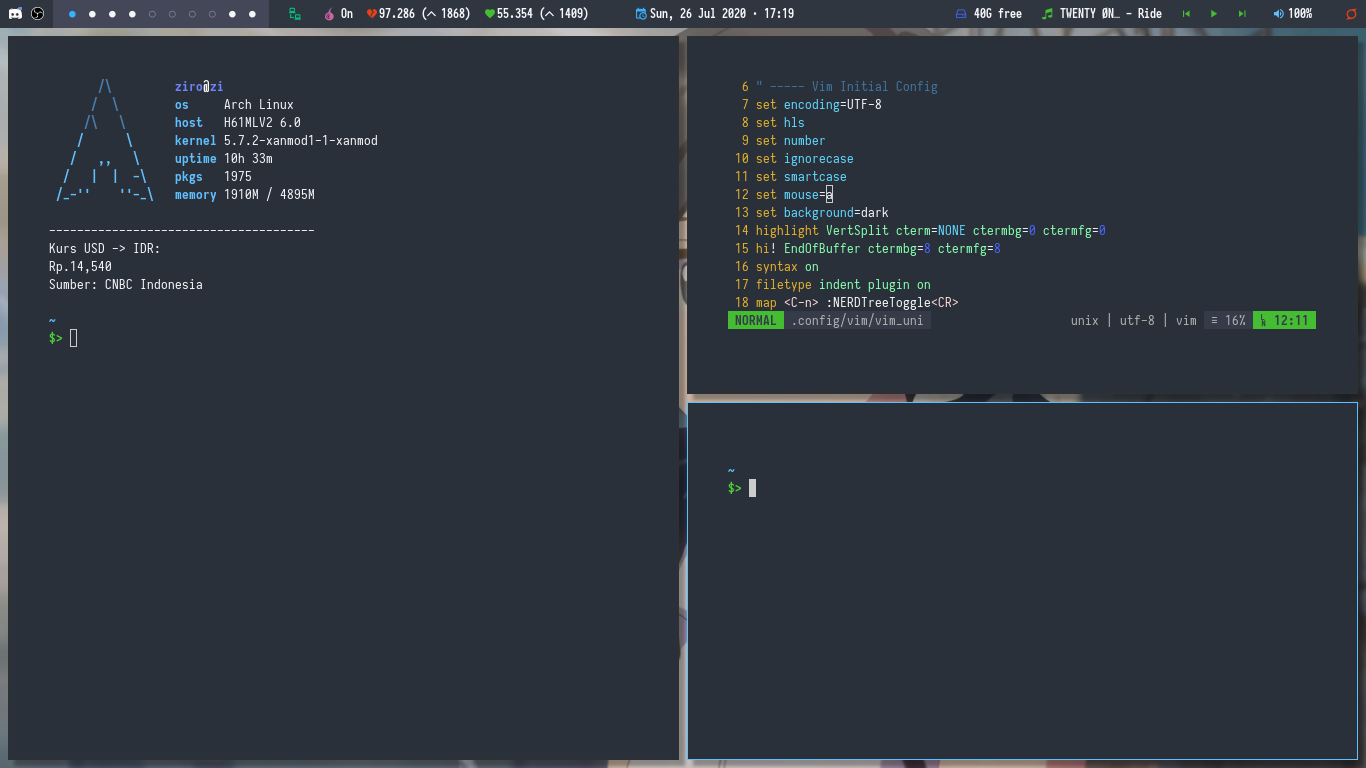 On 97.286 (︿ 1868) 55.354 (︿ 1409) Sun, 26 Jul 2020 · 17:19 40G free TWENTY ØN… – Ride 100%
/\
/  \
/\   \
/      \
/   ,,   \
/   |  |  -\
/_-''    ''-_\
ziro@zi
os Arch Linux
host H61MLV2 6.0
kernel 5.7.2-xanmod1-1-xanmod
uptime 10h 33m
pkgs 1975
memory 1910M / 4895M
--------------------------------------
Kurs USD -> IDR:
Rp.14,540
Sumber: CNBC Indonesia
~
$>
6 " ----- Vim Initial Config
7 set encoding=UTF-8
8 set hls
9 set number
10 set ignorecase
11 set smartcase
12 set mouse=a
13 set background=dark
14 highlight VertSplit cterm=NONE ctermbg=0 ctermfg=0
15 hi! EndOfBuffer ctermbg=8 ctermfg=8
16 syntax on
17 filetype indent plugin on
18 map <C-n> :NERDTreeToggle<CR>
NORMAL .config/vim/vim_uni unix | utf-8 | vim ≡ 16% ␤ 12:11
~
$>